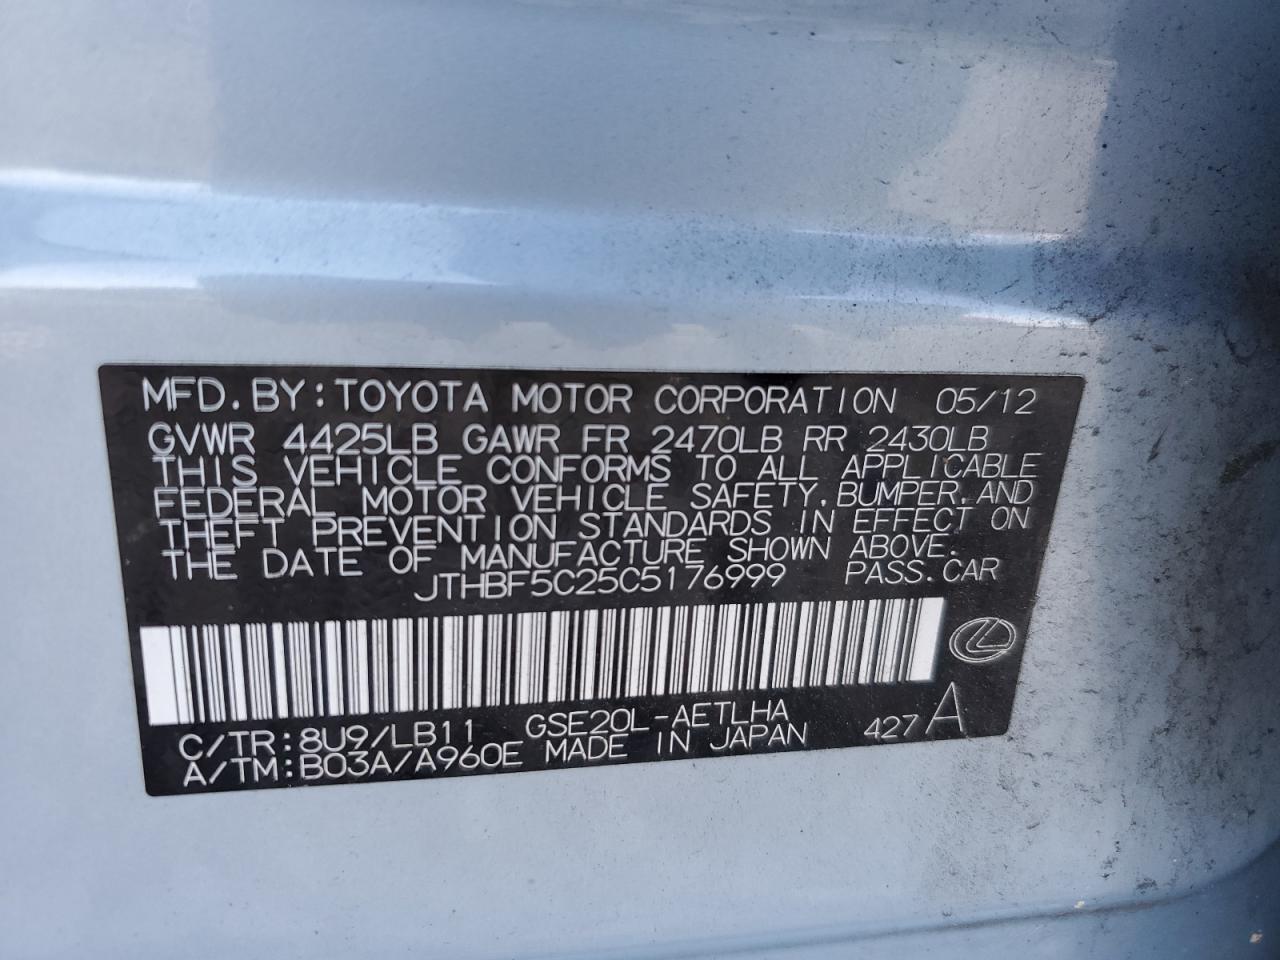 MFD. BY: TOYOTA MOTOR CORPORATION 05/12
GVWR 4425LB GAWR FR 2470LB RR 2430LB
THIS VEHICLE CONFORMS TO ALL APPLICABLE
FEDERAL MOTOR VEHICLE SAFETY, BUMPER, AND
THEFT PREVENTION STANDARDS IN EFFECT ON
THE DATE OF MANUFACTURE SHOWN ABOVE.
JTHBF5C25C5176999 PASS. CAR
C/TR: 8U9/LB11 GSE20L-AETLHA
A/TM: B03A/A960E MADE IN JAPAN 427 A